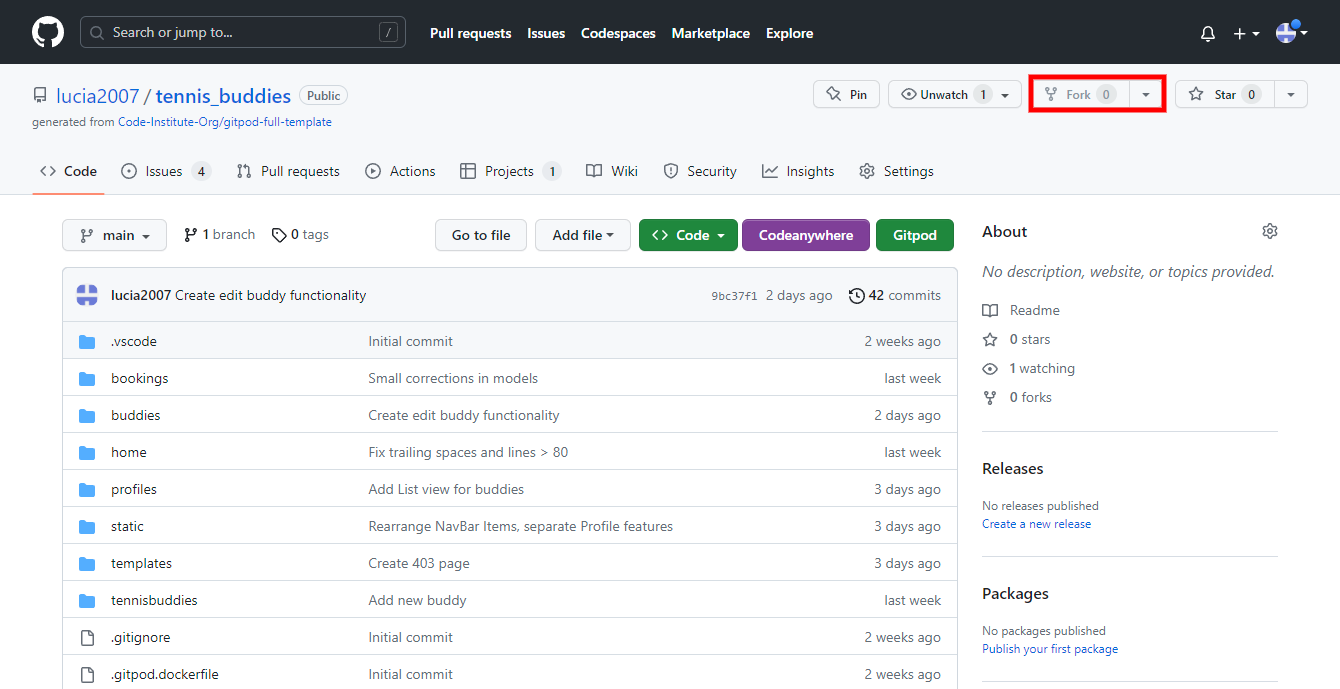 Search or jump to... / Pull requests Issues Codespaces Marketplace Explore
lucia2007 / tennis_buddies Public Pin Unwatch 1 Fork 0 Star 0
generated from Code-Institute-Org/gitpod-full-template
Code Issues 4 Pull requests Actions Projects 1 Wiki Security Insights Settings
main 1 branch 0 tags Go to file Add file Code Codeanywhere Gitpod
lucia2007 Create edit buddy functionality 9bc37f1 2 days ago 42 commits
.vscode Initial commit 2 weeks ago
bookings Small corrections in models last week
buddies Create edit buddy functionality 2 days ago
home Fix trailing spaces and lines > 80 last week
profiles Add List view for buddies 3 days ago
static Rearrange NavBar Items, separate Profile features 3 days ago
templates Create 403 page 3 days ago
tennisbuddies Add new buddy last week
.gitignore Initial commit 2 weeks ago
.gitpod.dockerfile Initial commit 2 weeks ago
About
No description, website, or topics provided.
Readme
0 stars
1 watching
0 forks
Releases
No releases published
Create a new release
Packages
No packages published
Publish your first package